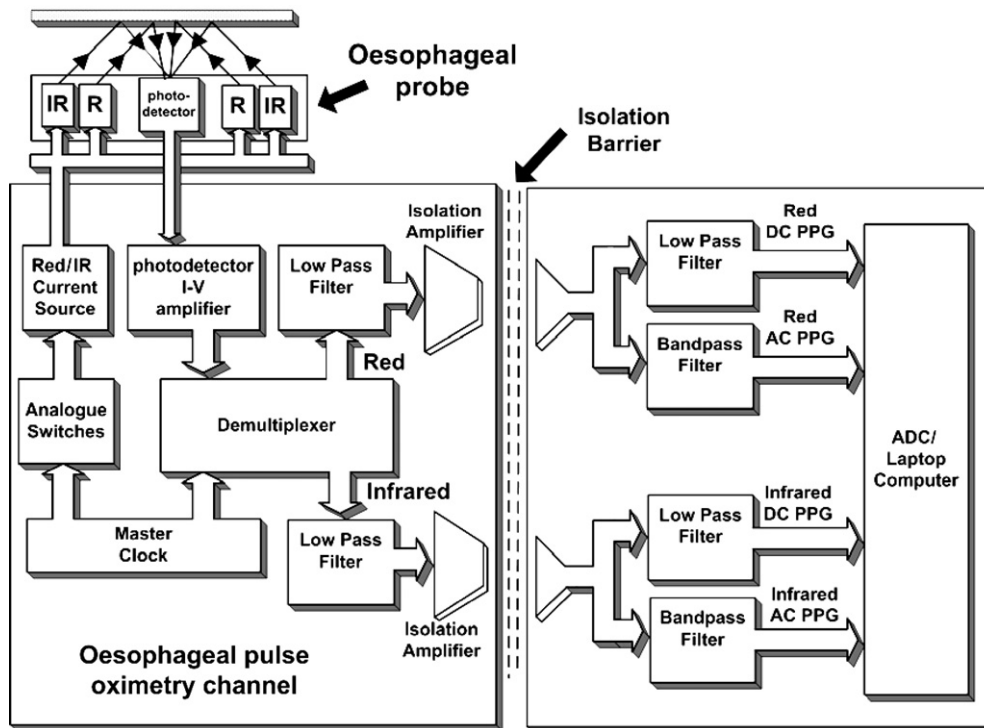 Oesophageal
probe
IR
R
photo-
detector
R
IR
Isolation
Barrier
Isolation
Amplifier
Red/IR
Current
Source
photodetector
I-V
amplifier
Low Pass
Filter
Red
Analogue
Switches
Demultiplexer
Infrared
Master
Clock
Low Pass
Filter
Isolation
Amplifier
Oesophageal pulse
oximetry channel
Low Pass
Filter
Red
DC PPG
Bandpass
Filter
Red
AC PPG
ADC/
Laptop
Computer
Low Pass
Filter
Infrared
DC PPG
Bandpass
Filter
Infrared
AC PPG